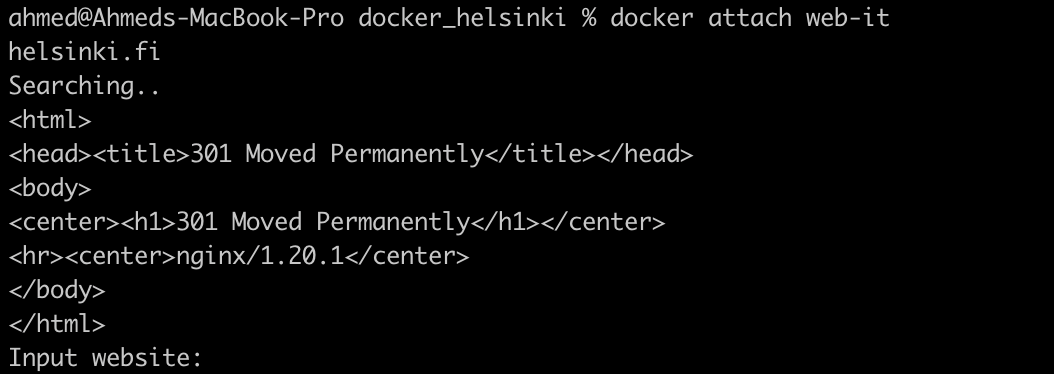 ahmed@Ahmeds-MacBook-Pro docker_helsinki % docker attach web-it
helsinki.fi
Searching..
<html>
<head><title>301 Moved Permanently</title></head>
<body>
<center><h1>301 Moved Permanently</h1></center>
<hr><center>nginx/1.20.1</center>
</body>
</html>
Input website: